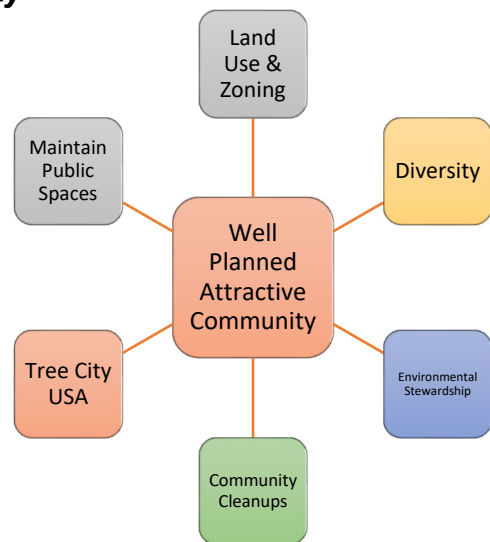 y
Land
Use &
Zoning
Maintain
Public
Spaces
Diversity
Well
Planned
Attractive
Community
Tree City
USA
Environmental
Stewardship
Community
Cleanups